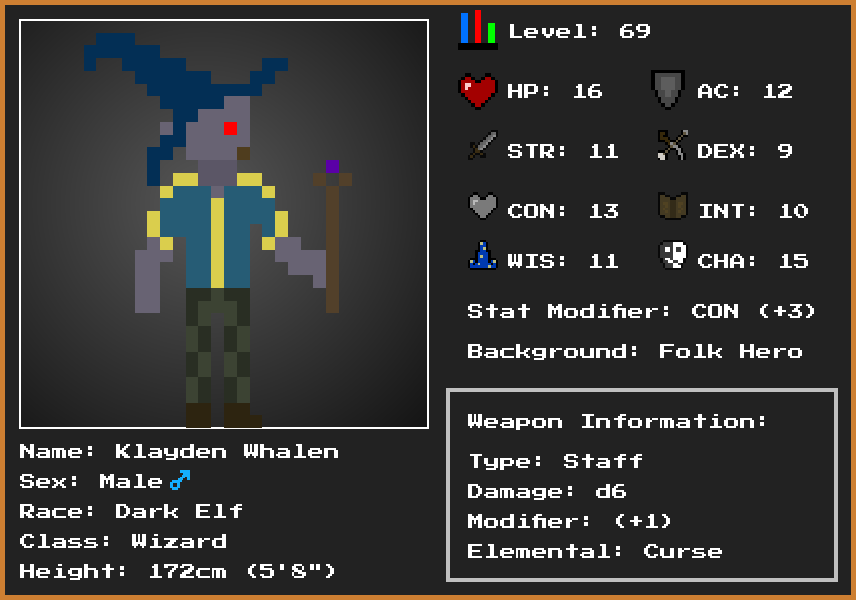 Level: 69
HP: 16 AC: 12
STR: 11 DEX: 9
CON: 13 INT: 10
WIS: 11 CHA: 15
Stat Modifier: CON (+3)
Background: Folk Hero
Weapon Information:
Type: Staff
Damage: d6
Modifier: (+1)
Elemental: Curse
Name: Klayden Whalen
Sex: Male ♂
Race: Dark Elf
Class: Wizard
Height: 172cm (5'8")